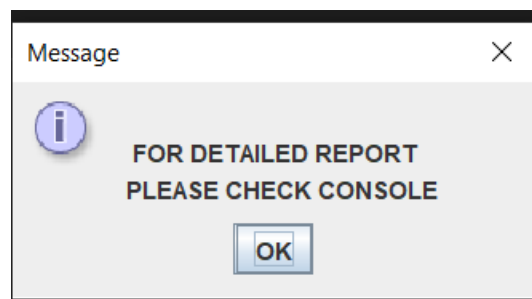 Message
FOR DETAILED REPORT
PLEASE CHECK CONSOLE
OK